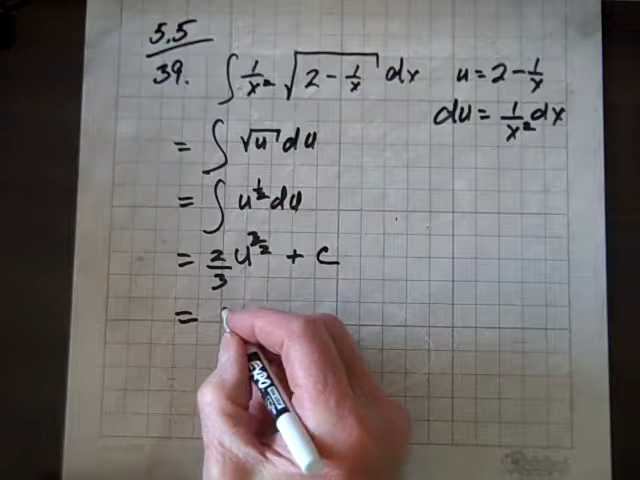 5.5
39. ∫ 1/x² √(2 - 1/x) dx u = 2 - 1/x
du = 1/x² dx
= ∫ √u du
= ∫ u^(1/2) du
= 2/3 u^(3/2) + C
=
EXPO